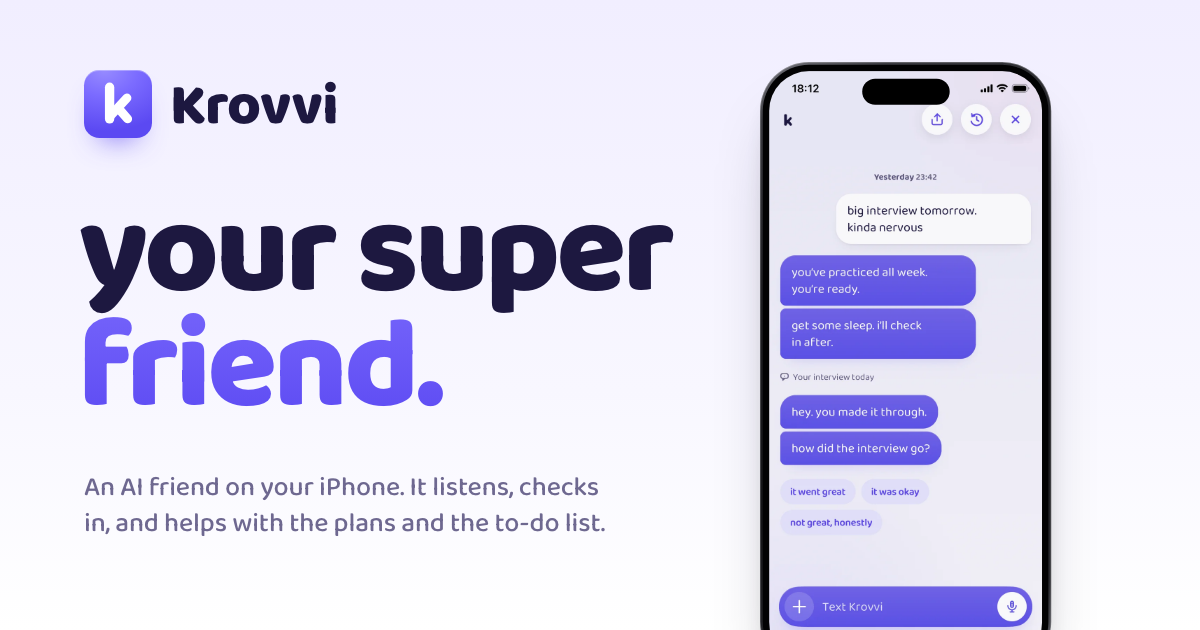 k Krovvi
your super
friend.
An AI friend on your iPhone. It listens, checks
in, and helps with the plans and the to-do list.
18:12
k
Yesterday 23:42
big interview tomorrow.
kinda nervous
you've practiced all week.
you're ready.
get some sleep. i'll check
in after.
Your interview today
hey. you made it through.
how did the interview go?
it went great
it was okay
not great, honestly
Text Krovvi